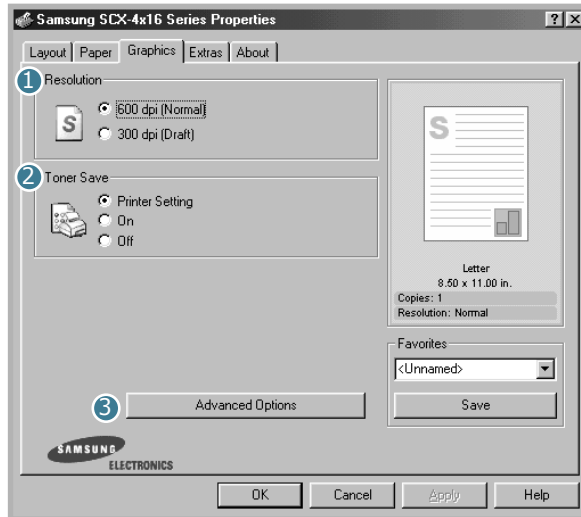 Samsung SCX-4x16 Series Properties
Layout Paper Graphics Extras About
1 Resolution
600 dpi (Normal)
300 dpi (Draft)
S
2 Toner Save
Printer Setting
On
Off
S
Letter
8.50 x 11.00 in.
Copies: 1
Resolution: Normal
Favorites
<Unnamed>
Save
3 Advanced Options
SAMSUNG
ELECTRONICS
OK Cancel Apply Help